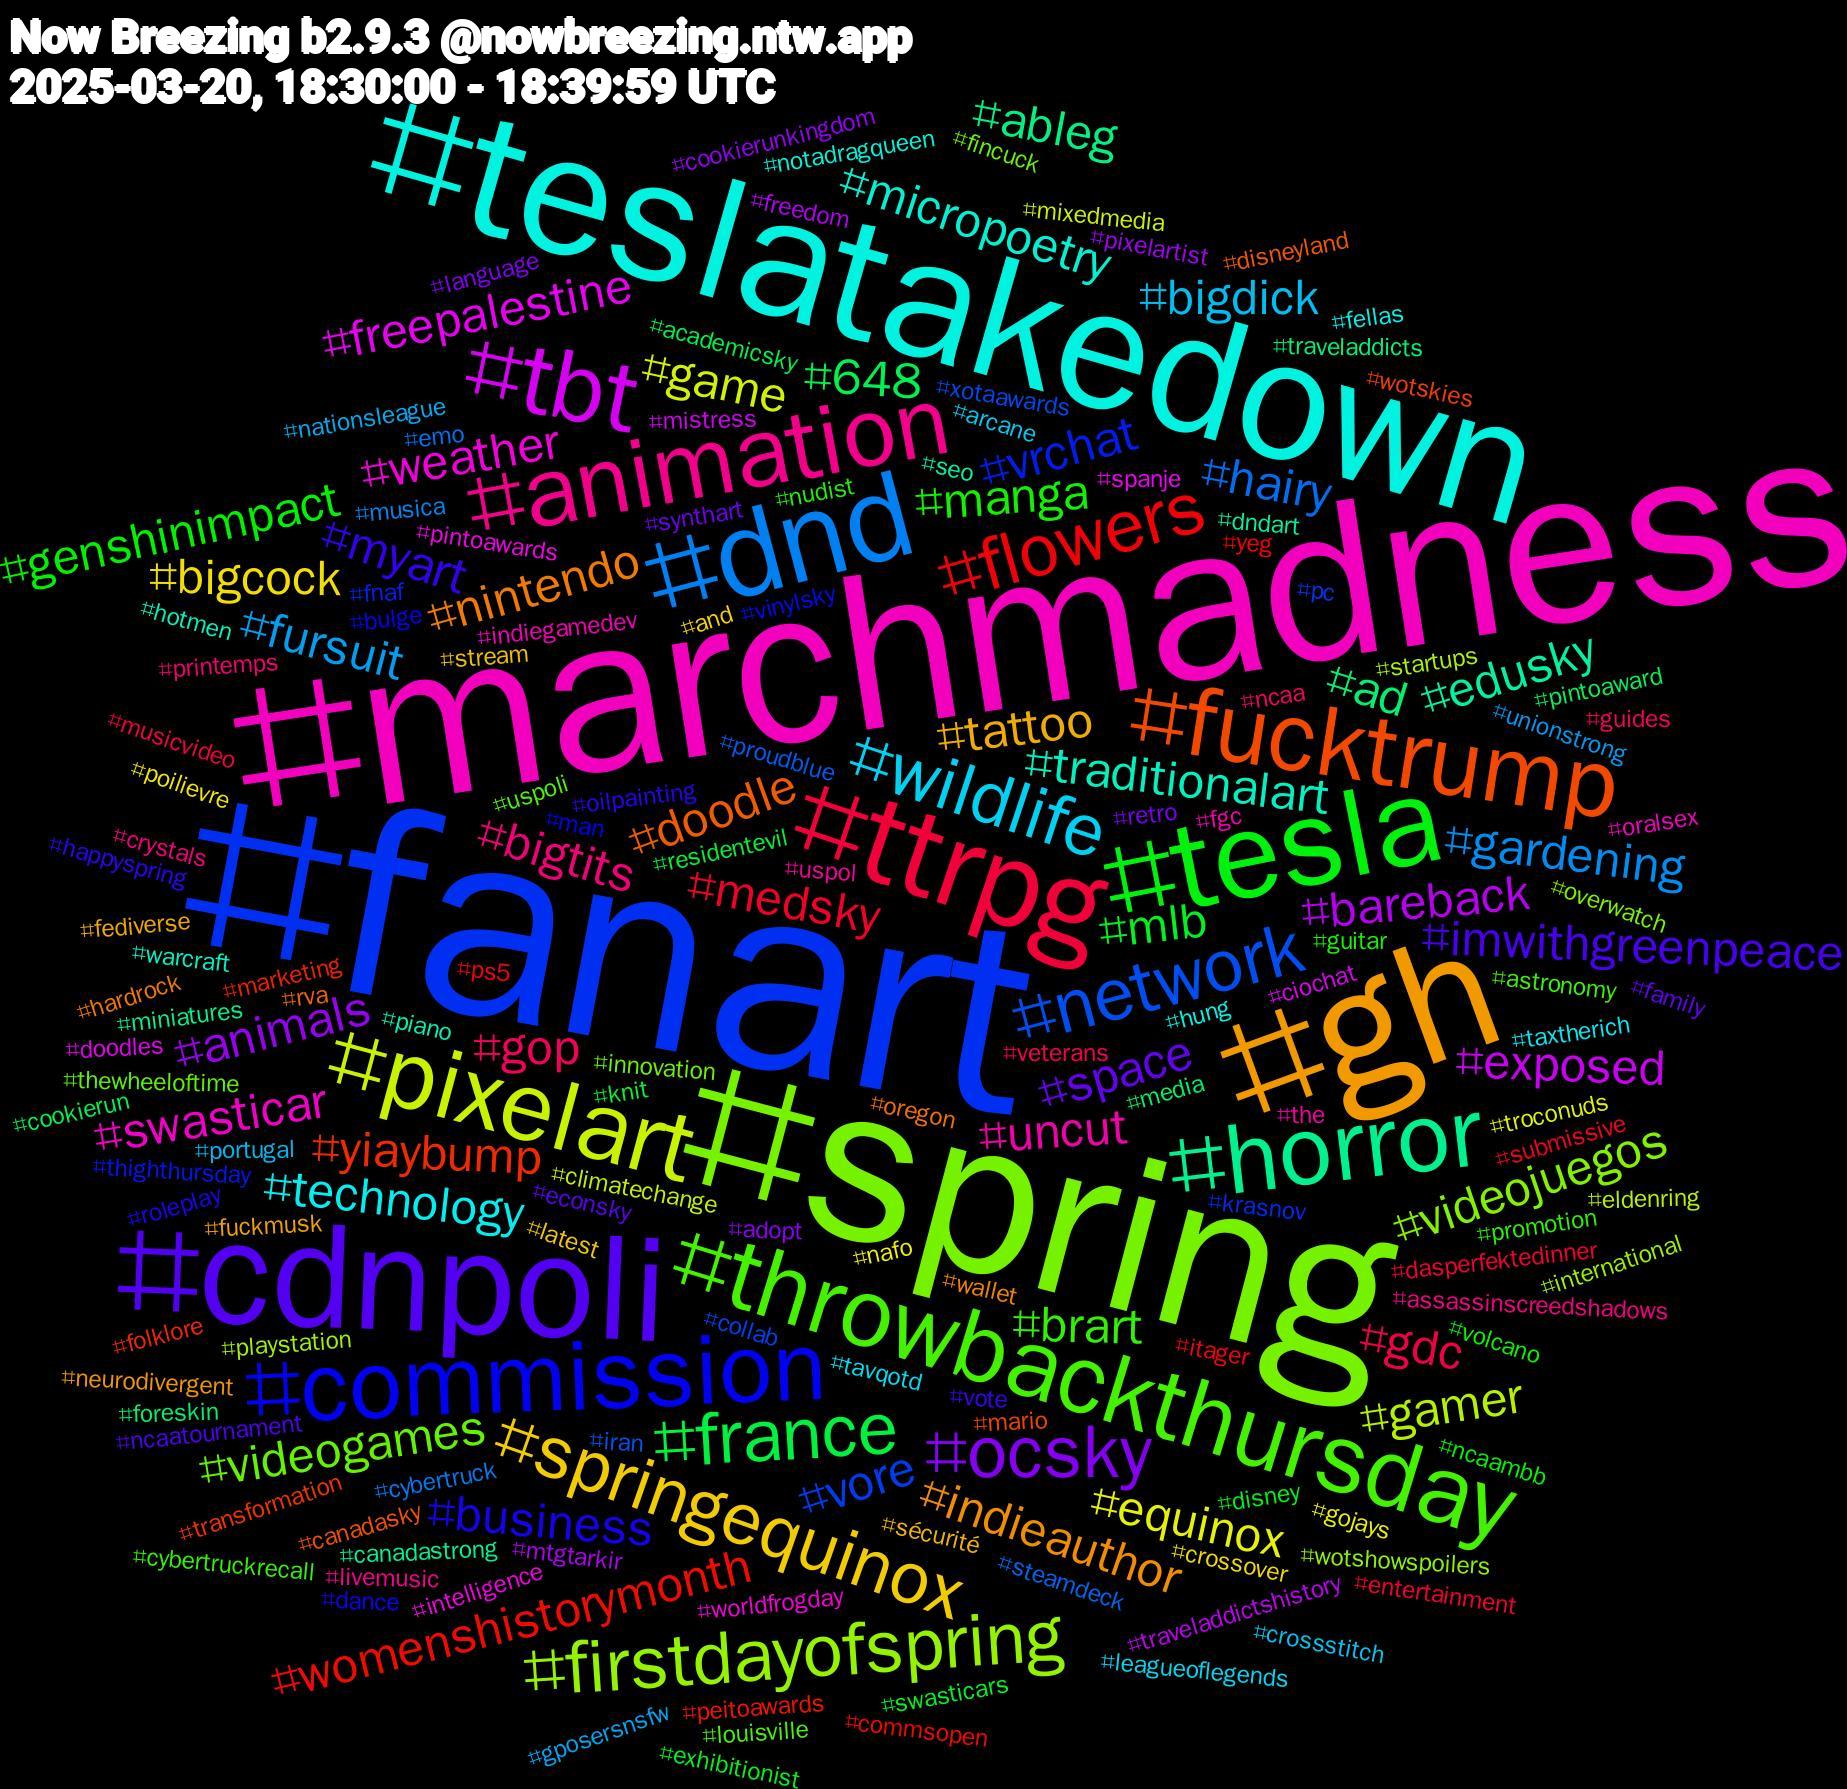 Now Breezing b2.9.3 @nowbreezing.ntw.app
2025-03-20, 18:30:00 - 18:39:59 UTC
#teslatakedown
#ableg
#cookierunkingdom
#notadragqueen
#fincuck
#micropoetry
#mixedmedia
#freedom
#pixelartist
#disneyland
#language
#bigdick
#freepalestine
#tbt
#game
#academicsky
#648
#fellas
#traveladdicts
#nationsleague
#emo
#weather
#mistress
#xotaawards
#arcane
#wotskies
#animation
#seo
#vrchat
#spanje
#hairy
#musica
#nudist
#manga
#genshinimpact
#myart
#synthart
#pintoawards
#dnd
#dndart
#flowers
#yeg
#marchmadness
#bigcock
#nintendo
#fnaf
#bulge
#vinylsky
#pc
#hotmen
#indiegamedev
#and
#fursuit
#stream
#startups
#edusky
#printemps
#ad
#ncaa
#pintoaward
#guides
#tattoo
#fucktrump
#unionstrong
#musicvideo
#poilievre
#proudblue
#wildlife
#traditionalart
#uspoli
#oilpainting
#doodle
#retro
#fgc
#oralsex
#man
#ttrpg
#tesla
#gardening
#crystals
#bigtits
#residentevil
#happyspring
#uspol
#fanart
#medsky
#overwatch
#bareback
#mlb
#guitar
#imwithgreenpeace
#fediverse
#warcraft
#marketing
#ps5
#network
#astronomy
#family
#ciochat
#hardrock
#rva
#miniatures
#piano
#hung
#taxtherich
#gh
#animals
#doodles
#gop
#veterans
#space
#exposed
#pixelart
#innovation
#thewheeloftime
#knit
#media
#cookierun
#swasticar
#oregon
#the
#uncut
#horror
#troconuds
#submissive
#yiaybump
#portugal
#thighthursday
#climatechange
#spring
#videojuegos
#eldenring
#technology
#econsky
#roleplay
#adopt
#krasnov
#promotion
#cdnpoli
#fuckmusk
#latest
#nafo
#throwbackthursday
#dasperfektedinner
#international
#wallet
#assassinscreedshadows
#folklore
#playstation
#collab
#brart
#volcano
#commission
#neurodivergent
#itager
#gdc
#tavqotd
#gamer
#foreskin
#vote
#ncaatournament
#france
#mario
#videogames
#iran
#springequinox
#ocsky
#ncaambb
#cybertruck
#vore
#disney
#transformation
#canadasky
#business
#indieauthor
#equinox
#gojays
#sécurité
#crossover
#canadastrong
#mtgtarkir
#wotshowspoilers
#cybertruckrecall
#livemusic
#steamdeck
#womenshistorymonth
#dance
#intelligence
#worldfrogday
#traveladdictshistory
#entertainment
#firstdayofspring
#crossstitch
#leagueoflegends
#swasticars
#peitoawards
#gposersnsfw
#louisville
#commsopen
#exhibitionist